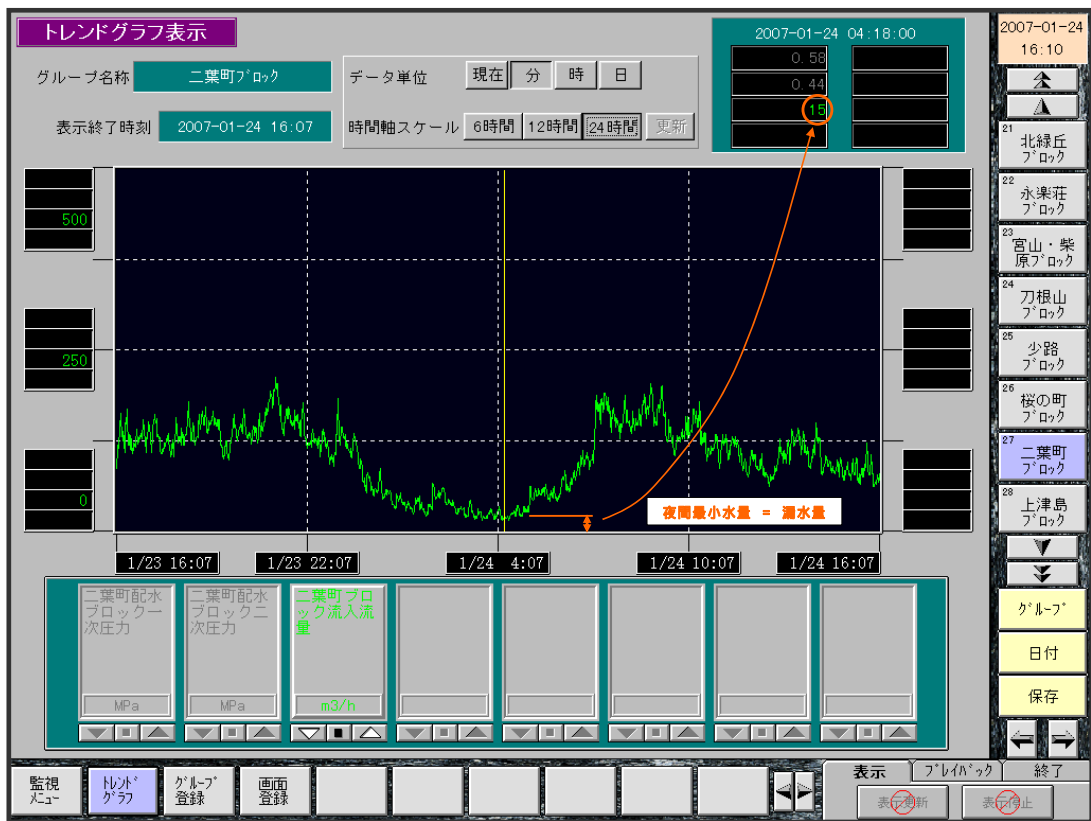 トレンドグラフ表示
グループ名称 二葉町ブロック
データ単位 現在 分 時 日
表示終了時刻 2007-01-24 16:07
時間軸スケール 6時間 12時間 24時間 更新
2007-01-24 04:18:00
0.58
0.44
15
2007-01-24
16:10
21
北緑丘
ブロック
22
永楽荘
ブロック
23
宮山・柴
原ブロック
24
刀根山
ブロック
25
少路
ブロック
26
桜の町
ブロック
27
二葉町
ブロック
28
上津島
ブロック
グループ
日付
保存
500
250
0
夜間最小水量 = 漏水量
1/23 16:07
1/23 22:07
1/24 4:07
1/24 10:07
1/24 16:07
二葉町配水
ブロック一
次圧力
MPa
二葉町配水
ブロック二
次圧力
MPa
二葉町ブロ
ック流入流
量
m3/h
監視
メニュー
トレンド
グラフ
グループ
登録
画面
登録
表示 プレイバック 終了
表示更新
表示停止